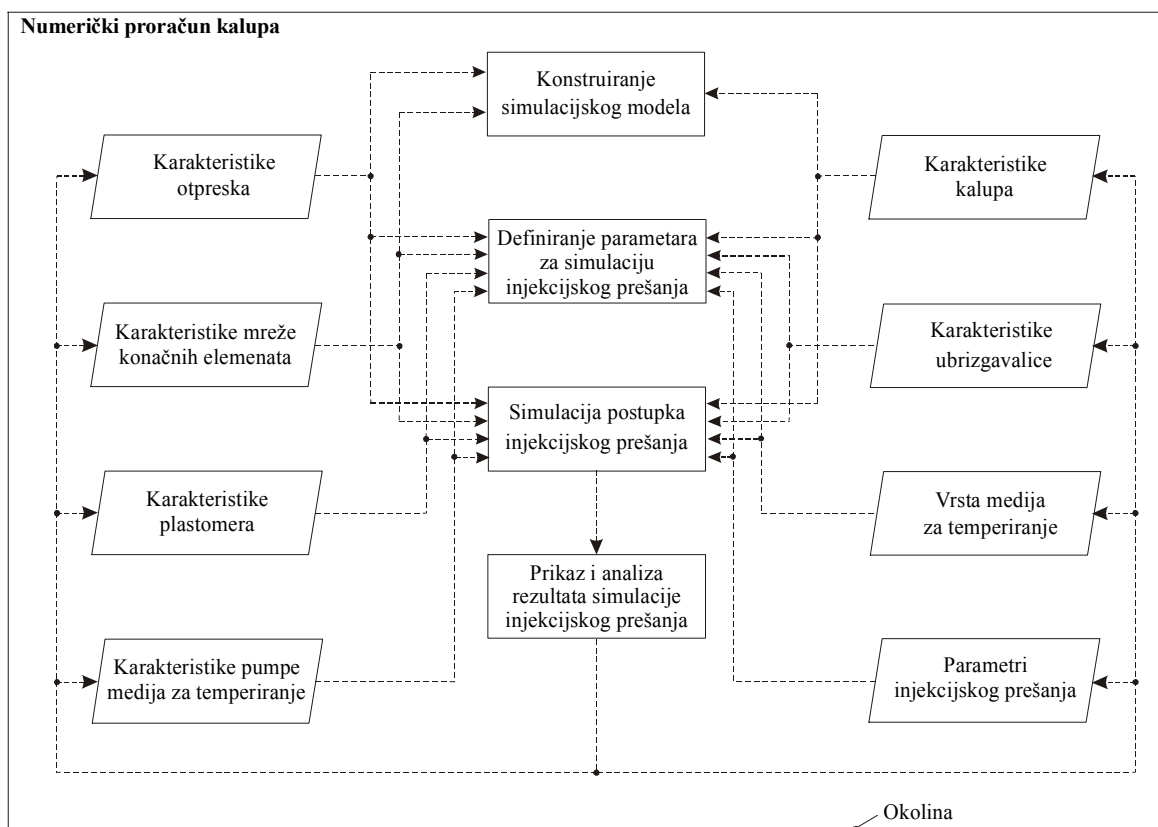 Numerički proračun kalupa
Konstruiranje
simulacijskog modela
Karakteristike
otpreska
Karakteristike
kalupa
Definiranje parametara
za simulaciju
injekcijskog prešanja
Karakteristike mreže
konačnih elemenata
Karakteristike
ubrizgavalice
Simulacija postupka
injekcijskog prešanja
Karakteristike
plastomera
Vrsta medija
za temperiranje
Prikaz i analiza
rezultata simulacije
injekcijskog prešanja
Karakteristike pumpe
medija za temperiranje
Parametri
injekcijskog prešanja
Okolina